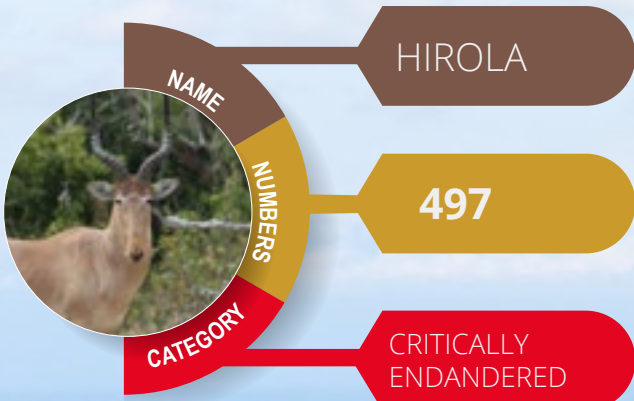 NAME
HIROLA
NUMBERS
497
CATEGORY
CRITICALLY
ENDANDERED